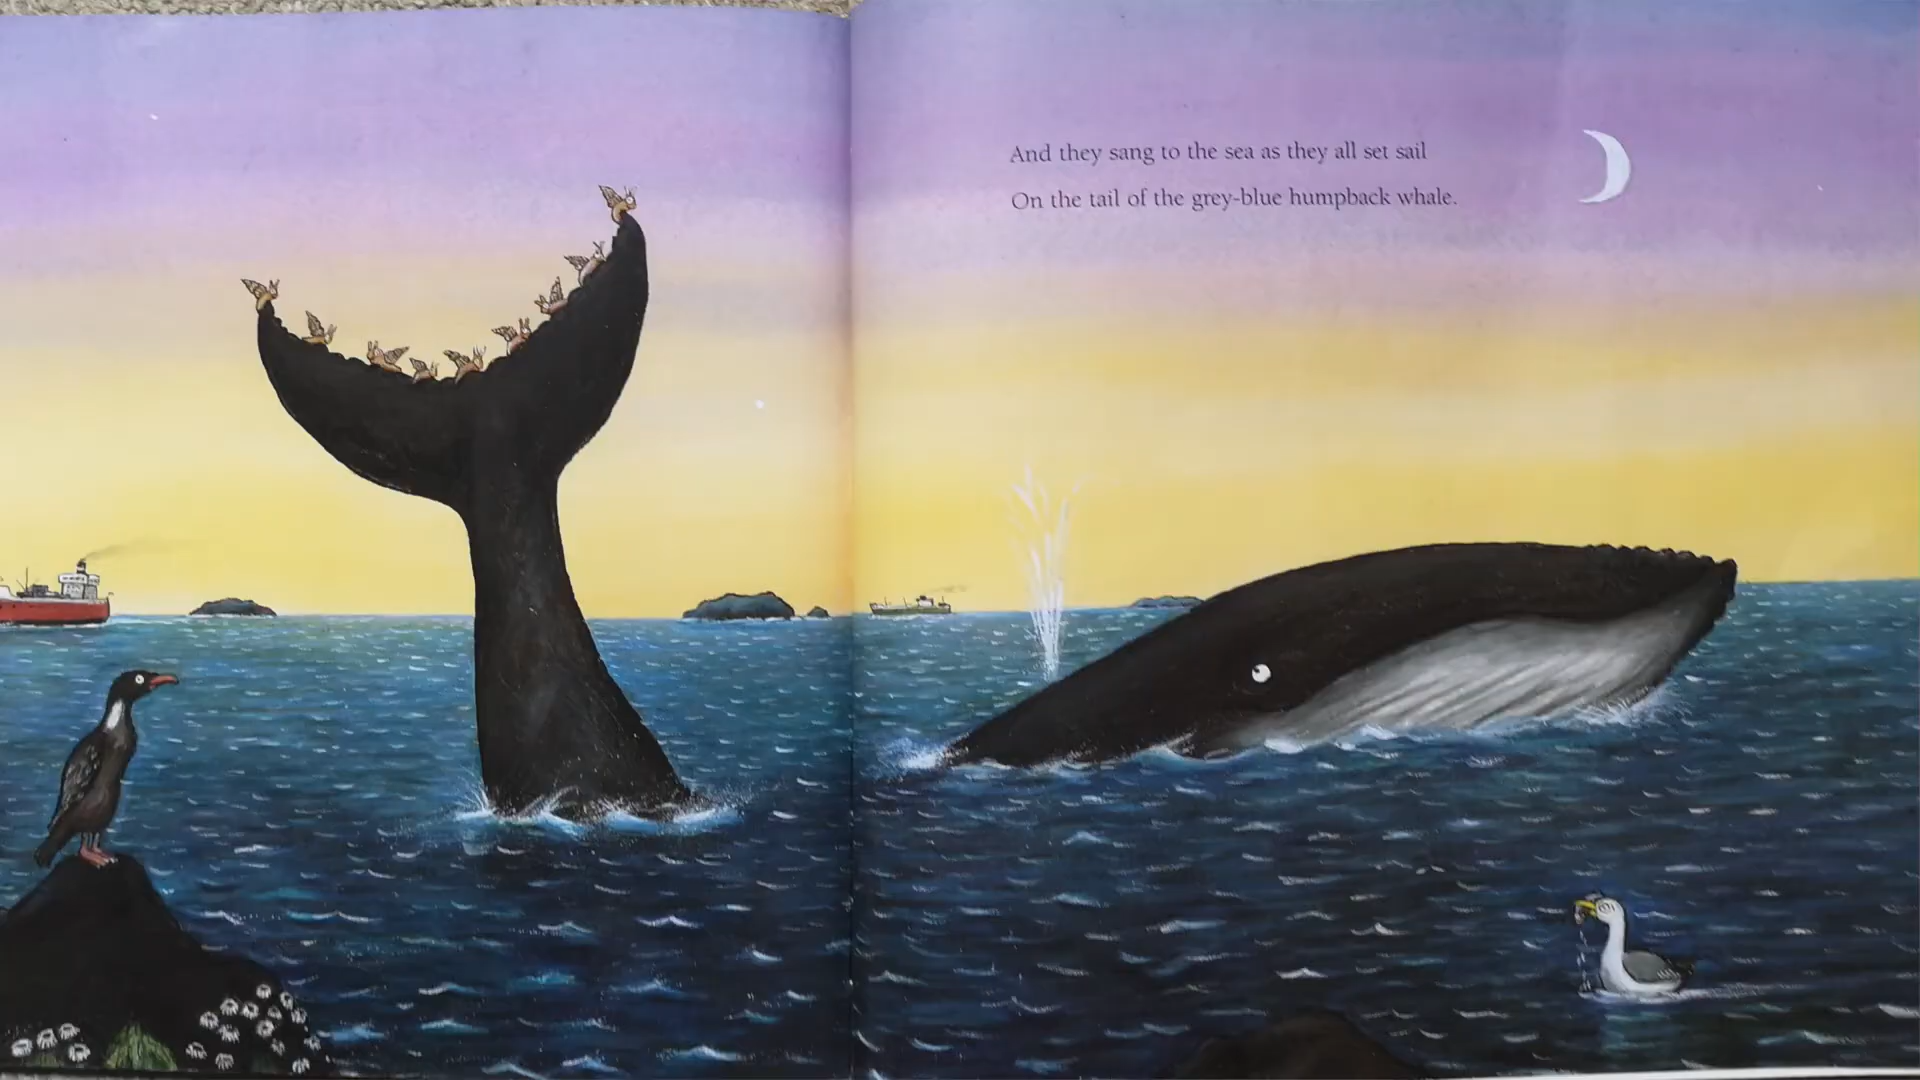 And they sang to the sea as they all set sail
On the tail of the grey-blue humpback whale.